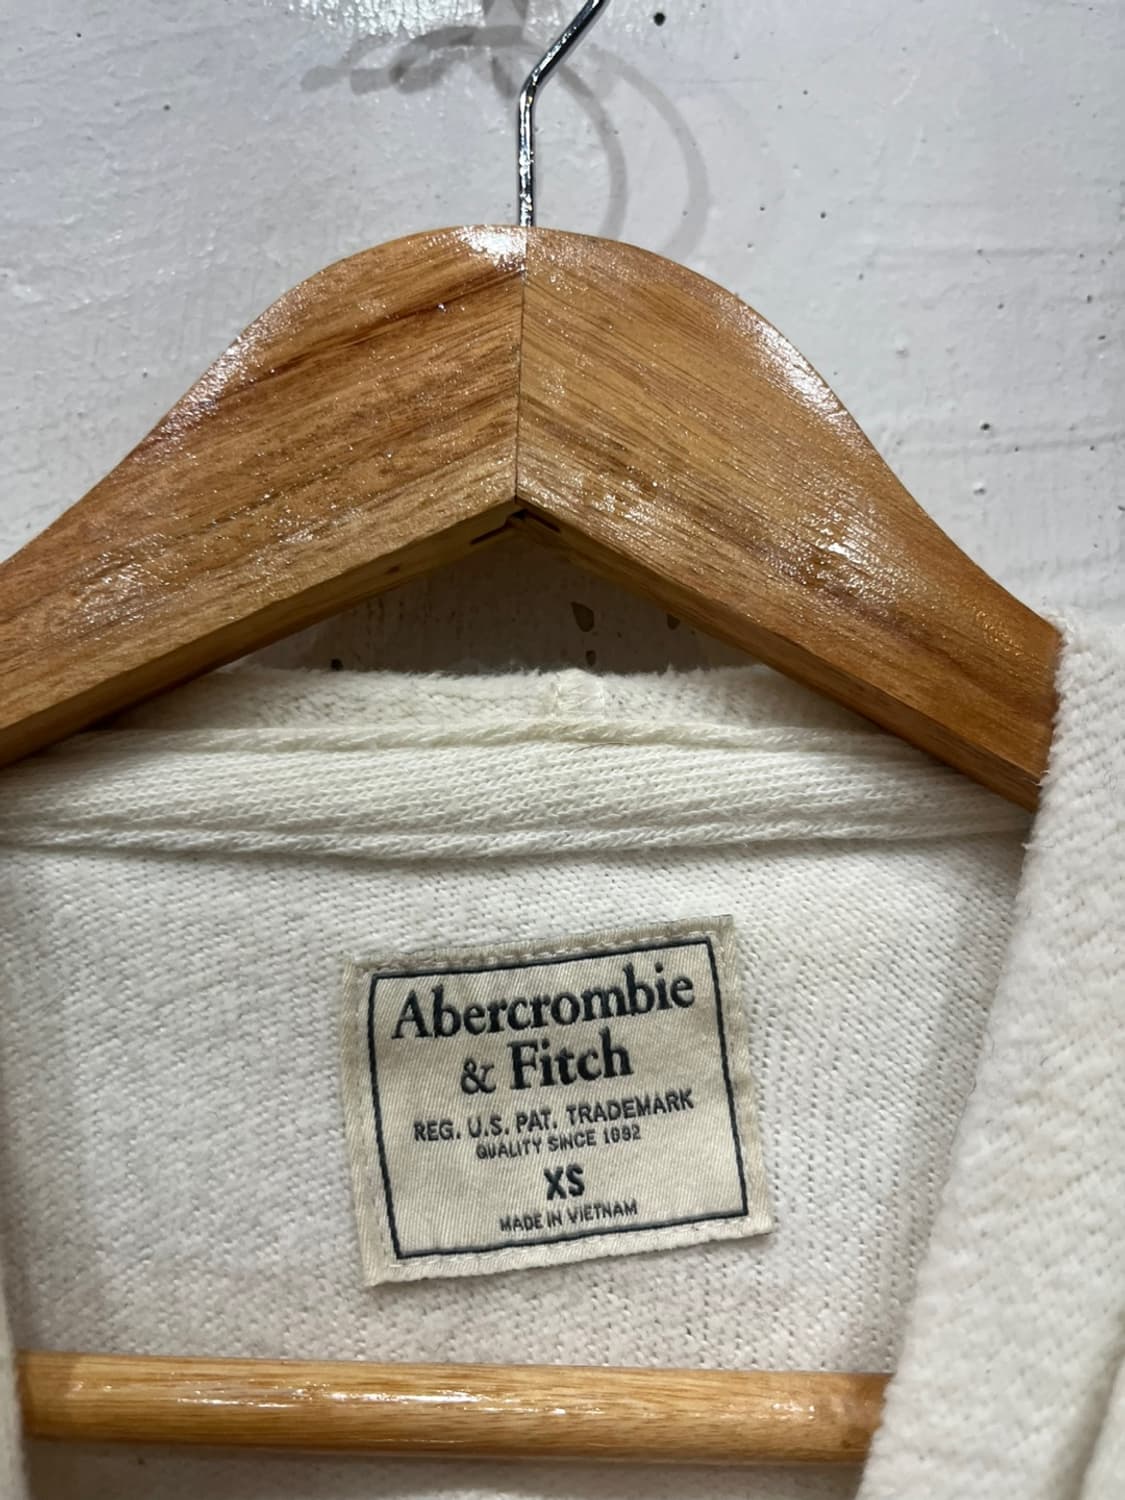 Abercrombie
& Fitch
REG. U.S. PAT. TRADEMARK
QUALITY SINCE 1892
XS
MADE IN VIETNAM